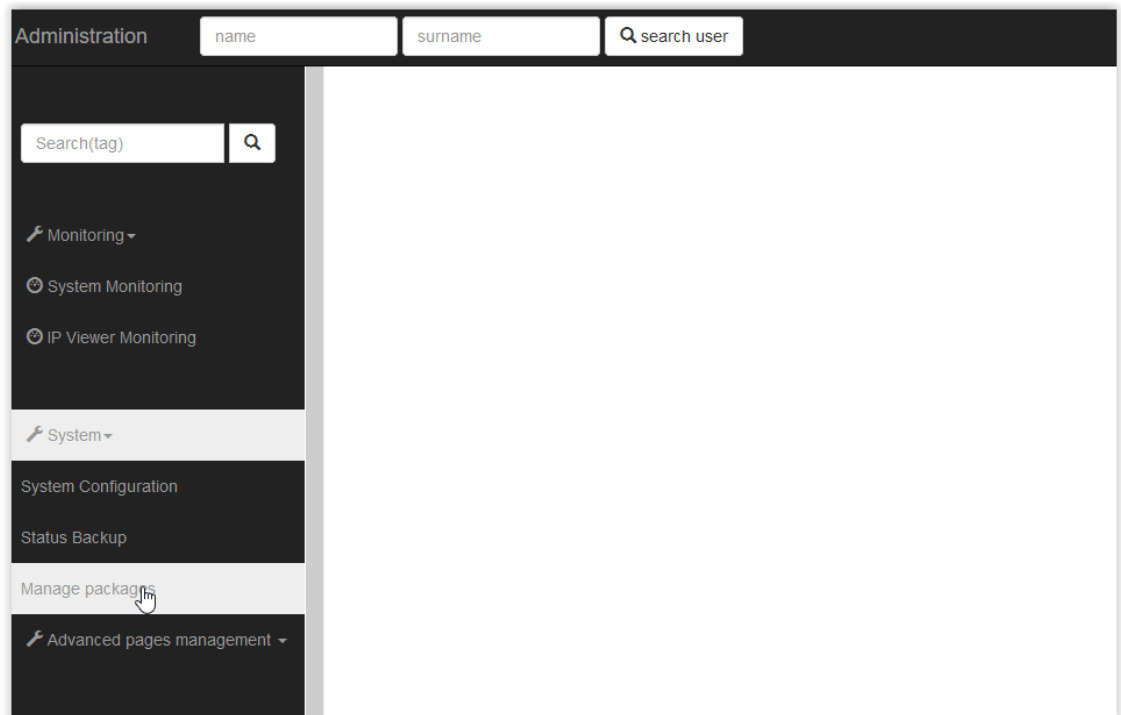 Administration name surname search user
Search(tag)
Monitoring
System Monitoring
IP Viewer Monitoring
System
System Configuration
Status Backup
Manage packages
Advanced pages management